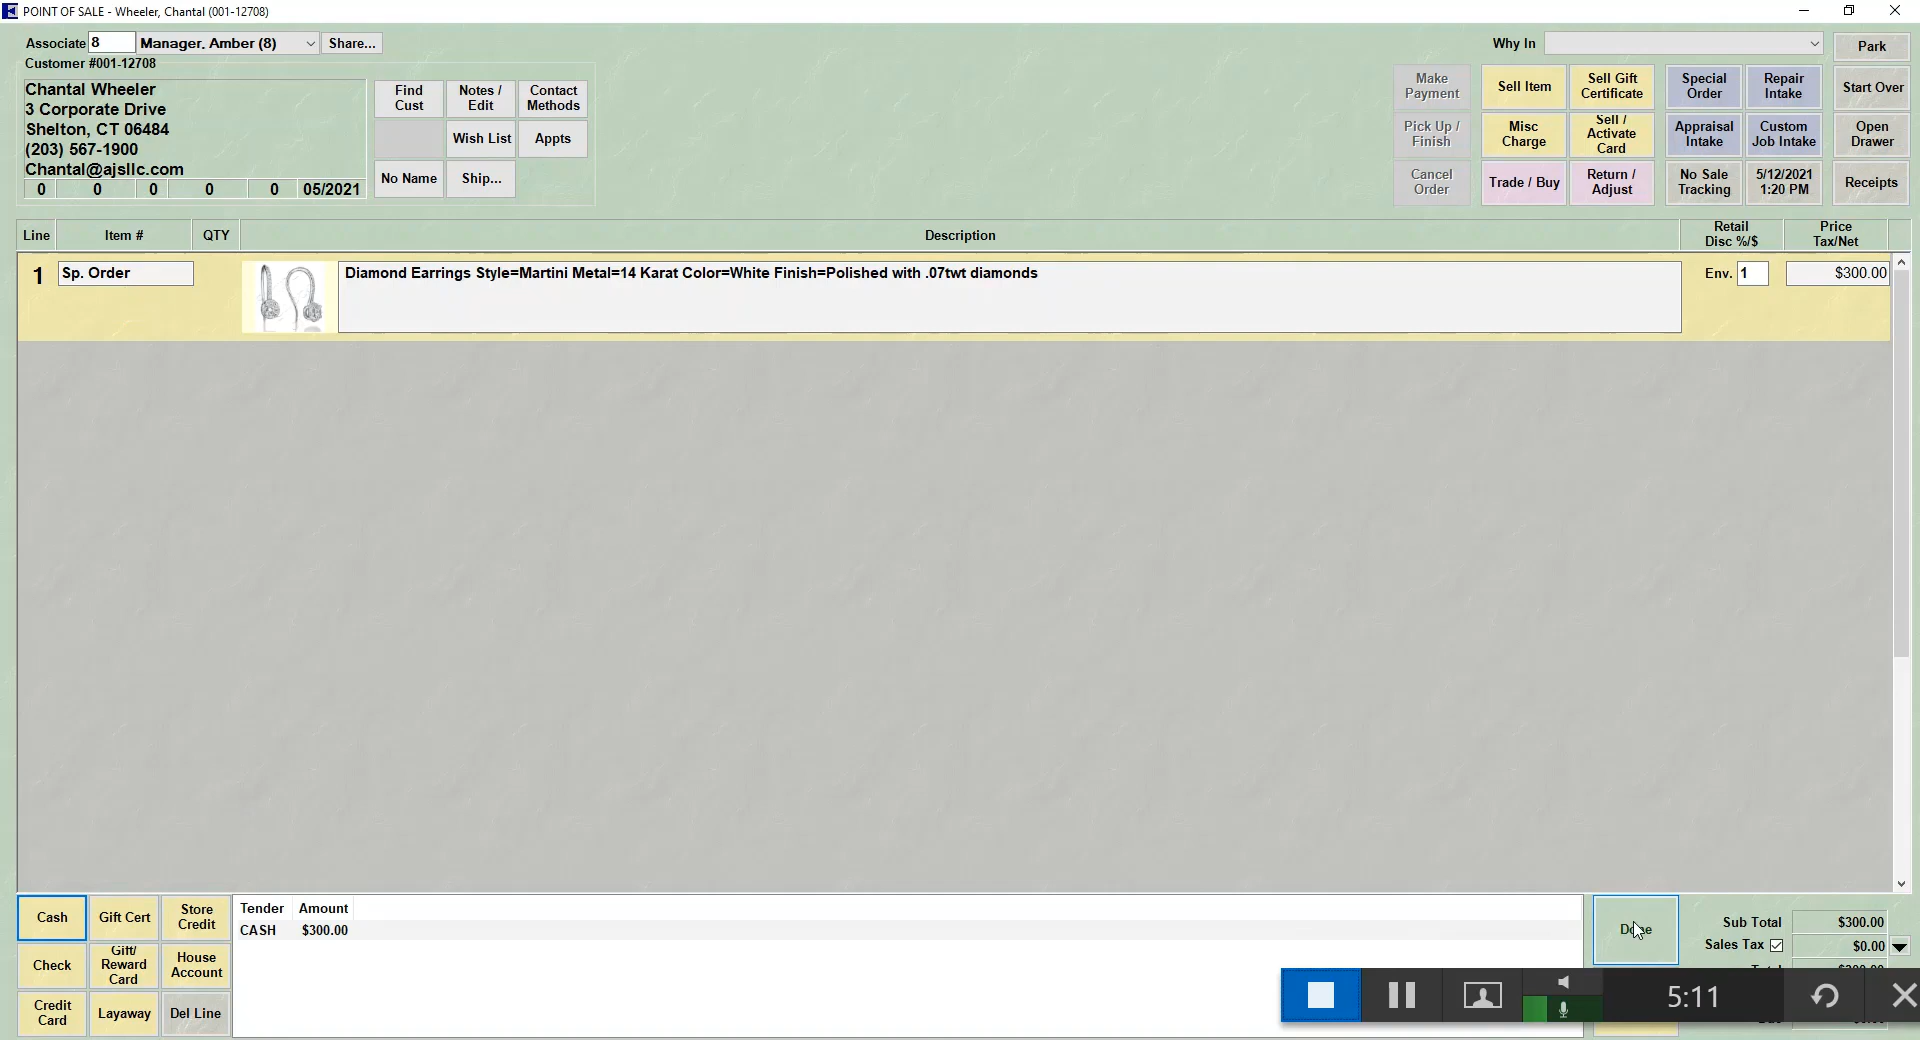 POINT OF SALE - Wheeler, Chantal (001-12708)
Associate 8 Manager, Amber (8) Share...
Customer #001-12708
Chantal Wheeler
3 Corporate Drive
Shelton, CT 06484
(203) 567-1900
Chantal@ajsllc.com
0 0 0 0 0 05/2021
Find
Cust
Notes /
Edit
Contact
Methods
Wish List
Appts
No Name
Ship...
Why In
Park
Make
Payment
Sell Item
Sell Gift
Certificate
Special
Order
Repair
Intake
Start Over
Pick Up /
Finish
Misc
Charge
Sell /
Activate
Card
Appraisal
Intake
Custom
Job Intake
Open
Drawer
Cancel
Order
Trade / Buy
Return /
Adjust
No Sale
Tracking
5/12/2021
1:20 PM
Receipts
Line Item # QTY Description
Retail
Disc %/$
Price
Tax/Net
1 Sp. Order Diamond Earrings Style=Martini Metal=14 Karat Color=White Finish=Polished with .07twt diamonds Env. 1 $300.00
Cash
Gift Cert
Store
Credit
Check
Gift/
Reward
Card
House
Account
Credit
Card
Layaway
Del Line
Tender Amount
CASH $300.00
Done
Sub Total $300.00
Sales Tax $0.00
5:11